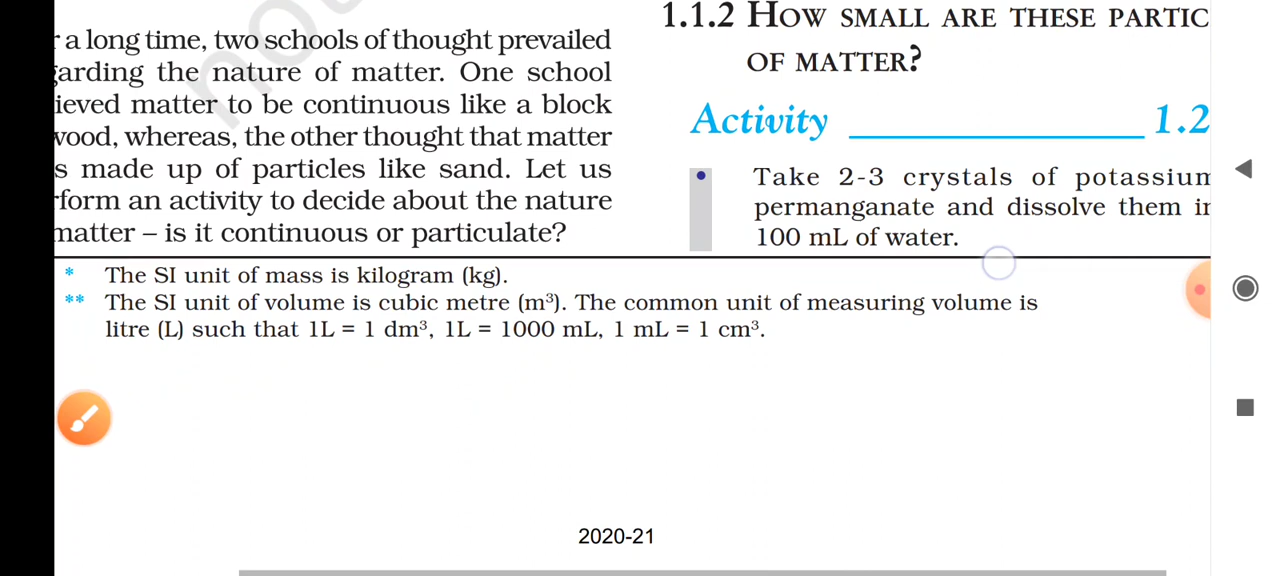 a long time, two schools of thought prevailed
garding the nature of matter. One school
ieved matter to be continuous like a block
wood, whereas, the other thought that matter
s made up of particles like sand. Let us
rform an activity to decide about the nature
matter – is it continuous or particulate?
1.1.2 HOW SMALL ARE THESE PARTIC
OF MATTER?
Activity 1.2
• Take 2-3 crystals of potassium
permanganate and dissolve them in
100 mL of water.
* The SI unit of mass is kilogram (kg).
** The SI unit of volume is cubic metre (m³). The common unit of measuring volume is
litre (L) such that 1L = 1 dm³, 1L = 1000 mL, 1 mL = 1 cm³.
2020-21